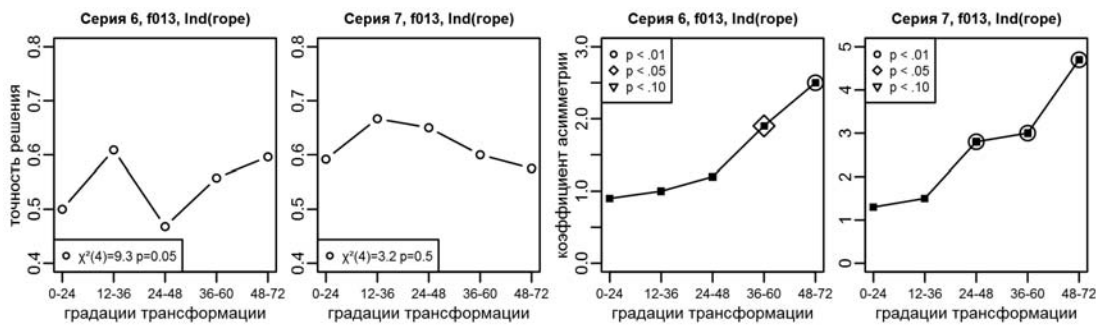 Серия 6, f013, Ind(горе)
точность решения
0.8
0.7
0.6
0.5
0.4
χ²(4)=9.3 p=0.05
0-24 12-36 24-48 36-60 48-72
градации трансформации
Серия 7, f013, Ind(горе)
0.8
0.7
0.6
0.5
0.4
χ²(4)=3.2 p=0.5
0-24 12-36 24-48 36-60 48-72
градации трансформации
Серия 6, f013, Ind(горе)
коэффициент асимметрии
3.0
2.0
1.0
0.0
p < .01
p < .05
p < .10
0-24 12-36 24-48 36-60 48-72
градации трансформации
Серия 7, f013, Ind(горе)
5
4
3
2
1
0
p < .01
p < .05
p < .10
0-24 12-36 24-48 36-60 48-72
градации трансформации